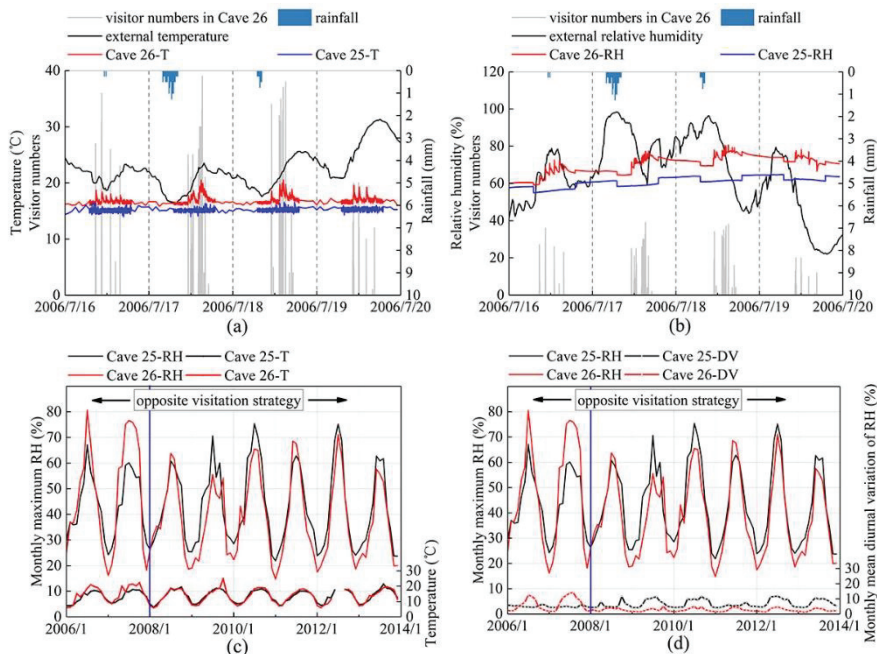 visitor numbers in Cave 26
rainfall
external temperature
Cave 26-T
Cave 25-T
Temperature (℃)
Visitor numbers
Rainfall (mm)
40
30
20
10
0
0
1
2
3
4
5
6
7
8
9
10
2006/7/16
2006/7/17
2006/7/18
2006/7/19
2006/7/20
(a)
visitor numbers in Cave 26
rainfall
external relative humidity
Cave 26-RH
Cave 25-RH
Relative humidity (%)
Visitor numbers
Rainfall (mm)
120
100
80
60
40
20
0
0
1
2
3
4
5
6
7
8
9
10
2006/7/16
2006/7/17
2006/7/18
2006/7/19
2006/7/20
(b)
Cave 25-RH
Cave 25-T
Cave 26-RH
Cave 26-T
opposite visitation strategy
Monthly maximum RH (%)
Temperature (℃)
80
70
60
50
40
30
20
10
0
30
20
10
0
2006/1
2008/1
2010/1
2012/1
2014/1
(c)
Cave 25-RH
Cave 25-DV
Cave 26-RH
Cave 26-DV
opposite visitation strategy
Monthly maximum RH (%)
Monthly mean diurnal variation of RH (%)
80
70
60
50
40
30
20
10
0
30
20
10
0
2006/1
2008/1
2010/1
2012/1
2014/1
(d)